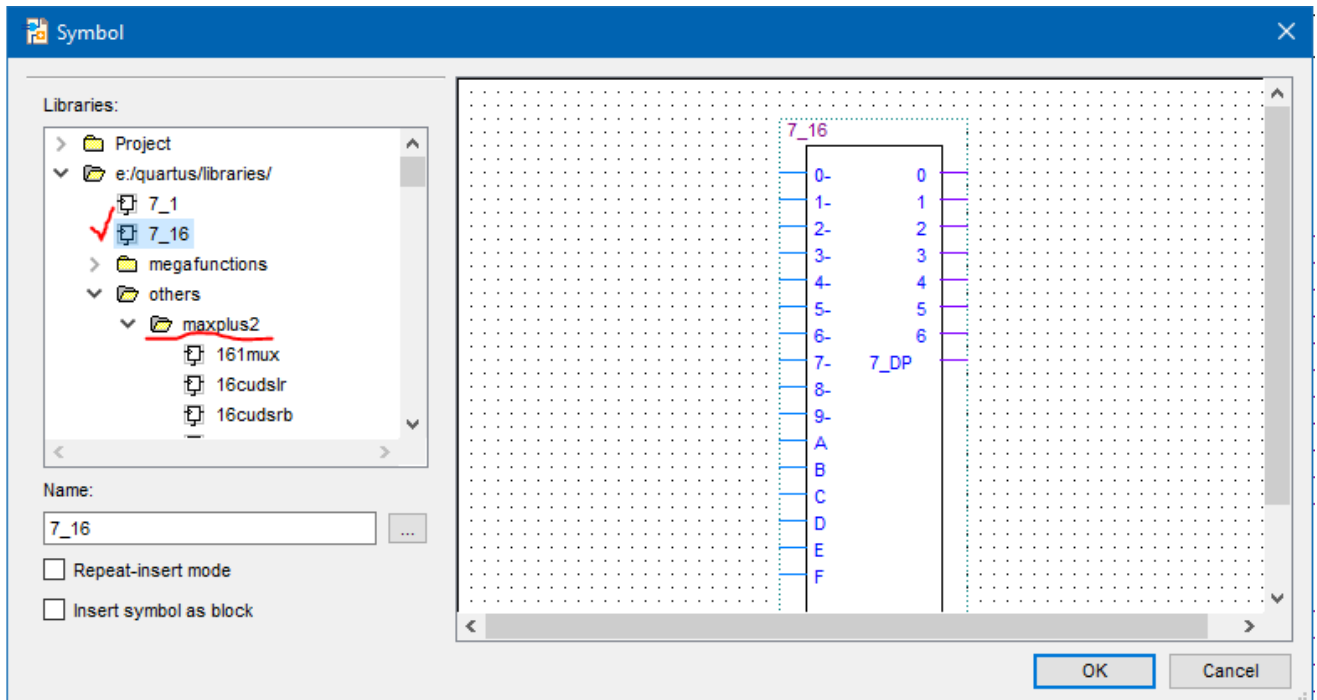 Symbol
Libraries:
Project
e:/quartus/libraries/
7_1
7_16
megafunctions
others
maxplus2
161mux
16cudslr
16cudsrb
Name:
7_16
...
Repeat-insert mode
Insert symbol as block
7_16
0- 0
1- 1
2- 2
3- 3
4- 4
5- 5
6- 6
7- 7_DP
8-
9-
A
B
C
D
E
F
OK Cancel